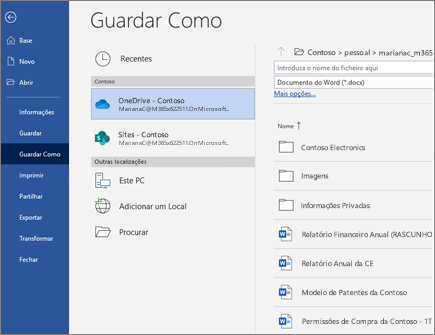 Guardar Como
Base
Novo
Abrir
Informações
Guardar
Guardar Como
Imprimir
Partilhar
Exportar
Transformar
Fechar
Recentes
Contoso
OneDrive - Contoso
MarianaC@M365x622511.OnMicrosoft...
Sites - Contoso
MarianaC@M365x622511.OnMicrosoft...
Outras localizações
Este PC
Adicionar um Local
Procurar
Contoso > pessoal > marianac_m365
Introduza o nome do ficheiro aqui
Documento do Word (*.docx)
Mais opções...
Nome ↑
Contoso Electronics
Imagens
Informações Privadas
Relatório Financeiro Anual (RASCUNHO
Relatório Anual da CE
Modelo de Patentes da Contoso
Permissões de Compra da Contoso - 1T